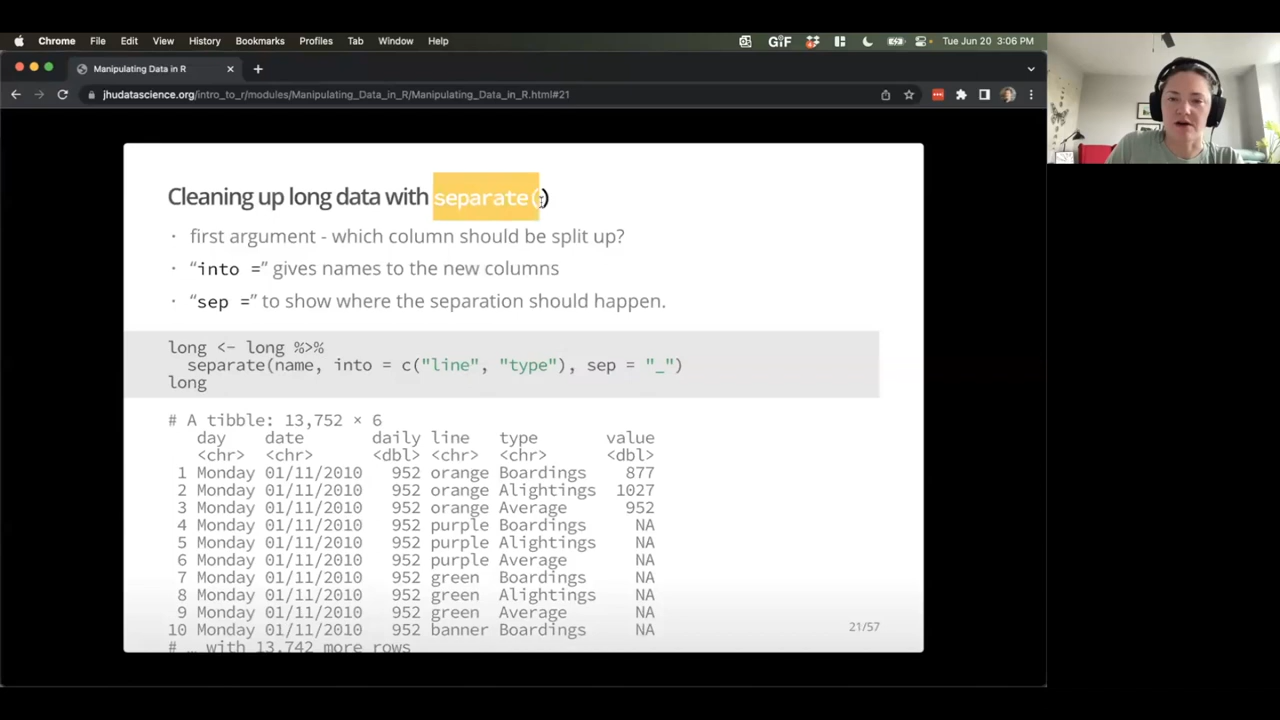 Chrome File Edit View History Bookmarks Profiles Tab Window Help GIF Tue Jun 20 3:06 PM
Manipulating Data in R
jhudatascience.org/intro_to_r/modules/Manipulating_Data_in_R/Manipulating_Data_in_R.html#21
Cleaning up long data with separate()
· first argument - which column should be split up?
· “into =” gives names to the new columns
· “sep =” to show where the separation should happen.
long <- long %>%
separate(name, into = c("line", "type"), sep = "_")
long
# A tibble: 13,752 × 6
day date daily line type value
<chr> <chr> <dbl> <chr> <chr> <dbl>
1 Monday 01/11/2010 952 orange Boardings 877
2 Monday 01/11/2010 952 orange Alightings 1027
3 Monday 01/11/2010 952 orange Average 952
4 Monday 01/11/2010 952 purple Boardings NA
5 Monday 01/11/2010 952 purple Alightings NA
6 Monday 01/11/2010 952 purple Average NA
7 Monday 01/11/2010 952 green Boardings NA
8 Monday 01/11/2010 952 green Alightings NA
9 Monday 01/11/2010 952 green Average NA
10 Monday 01/11/2010 952 banner Boardings NA
# … with 13,742 more rows
21/57